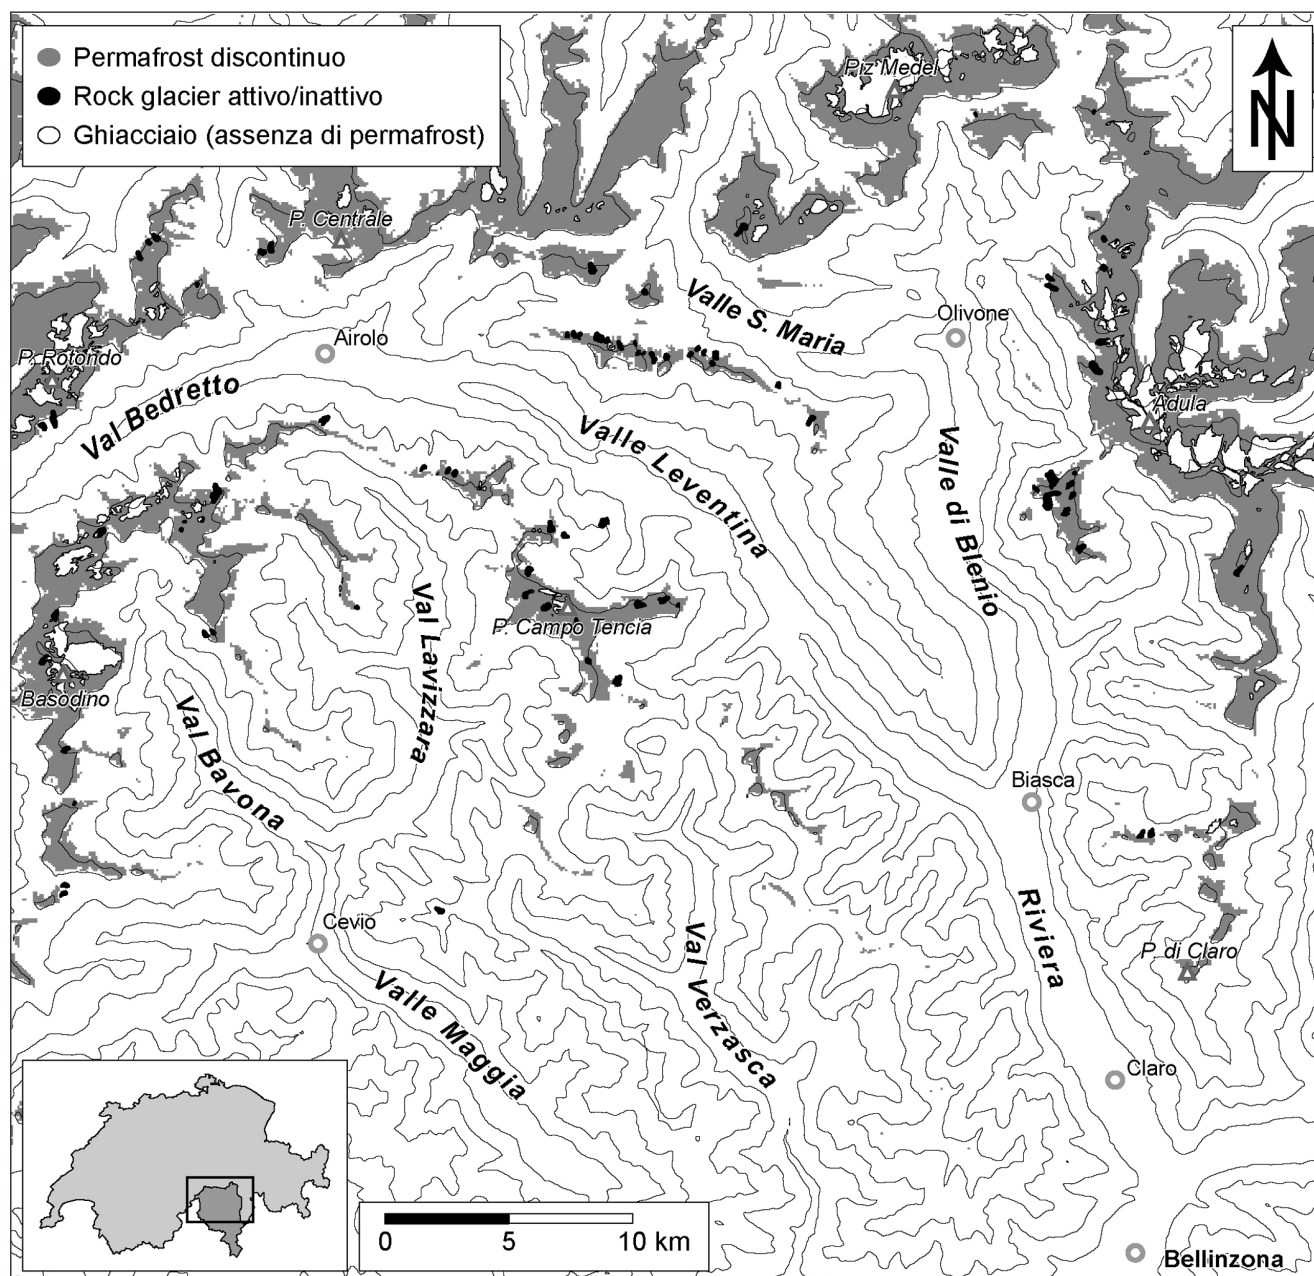 Permafrost discontinuo
Rock glacier attivo/inattivo
Ghiacciaio (assenza di permafrost)
N
Piz Medel
P. Centrale
Valle S. Maria
Olivone
Airolo
P. Rotondo
Val Bedretto
Adula
Valle Leventina
Valle di Blenio
Val Lavizzara
P. Campo Tencia
Basodino
Val Bavona
Biasca
Cevio
Riviera
P. di Claro
Val Verzasca
Valle Maggia
Claro
0 5 10 km
Bellinzona